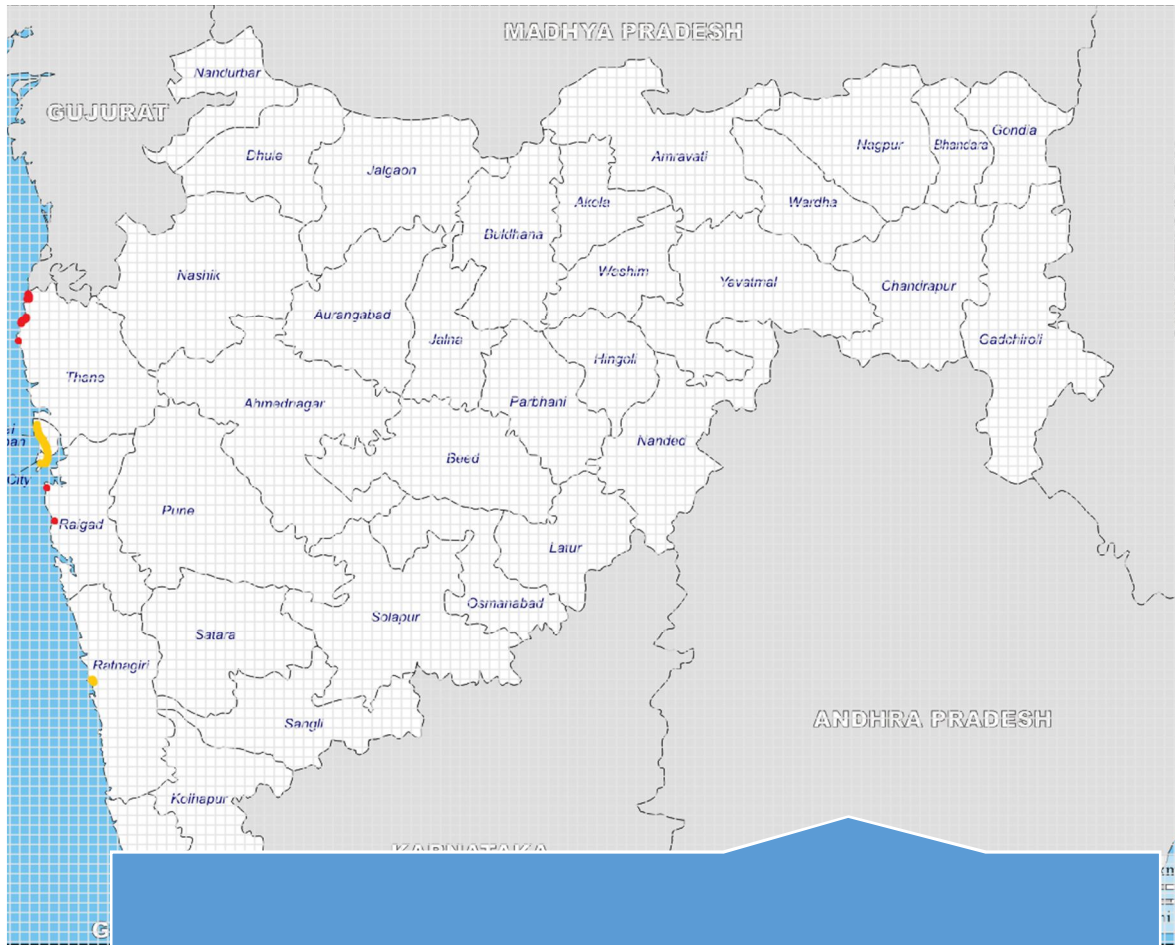 MADHYA PRADESH
Nandurbar
GUJURAT
Gondia
Dhule
Nagpur
Bhandara
Amravati
Jalgaon
Akola
Wardha
Buldhana
Nashik
Washim
Yavatmal
Chandrapur
Aurangabad
Jalna
Gadchiroli
Hingoli
Thane
Ahmednagar
Parbhani
Nanded
Beed
City
Pune
Raigad
Latur
Osmanabad
Solapur
Satara
Ratnagiri
Sangli
ANDHRA PRADESH
Kolhapur
KARNATAKA
G